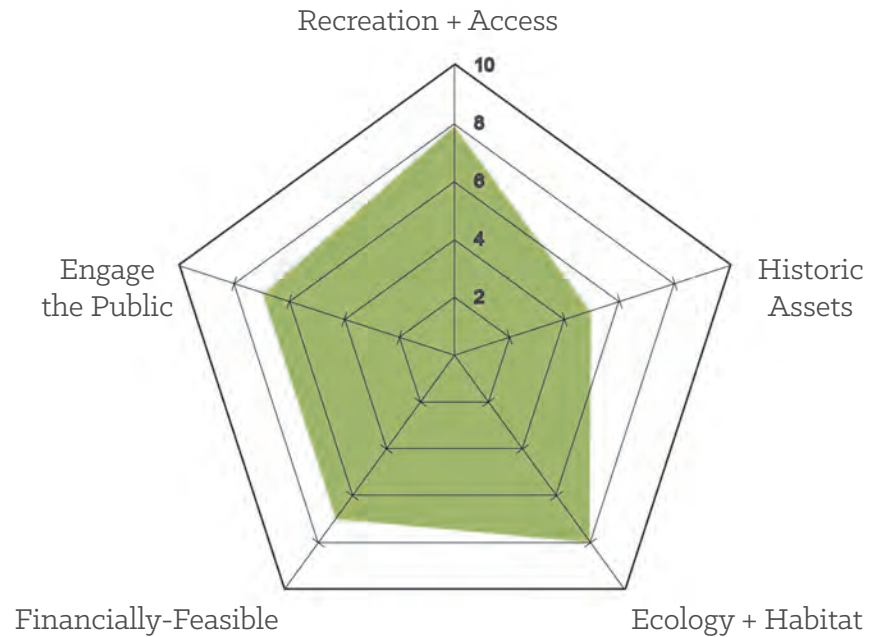 Recreation + Access
10
8
6
4
2
Engage
the Public
Historic
Assets
Financially-Feasible
Ecology + Habitat